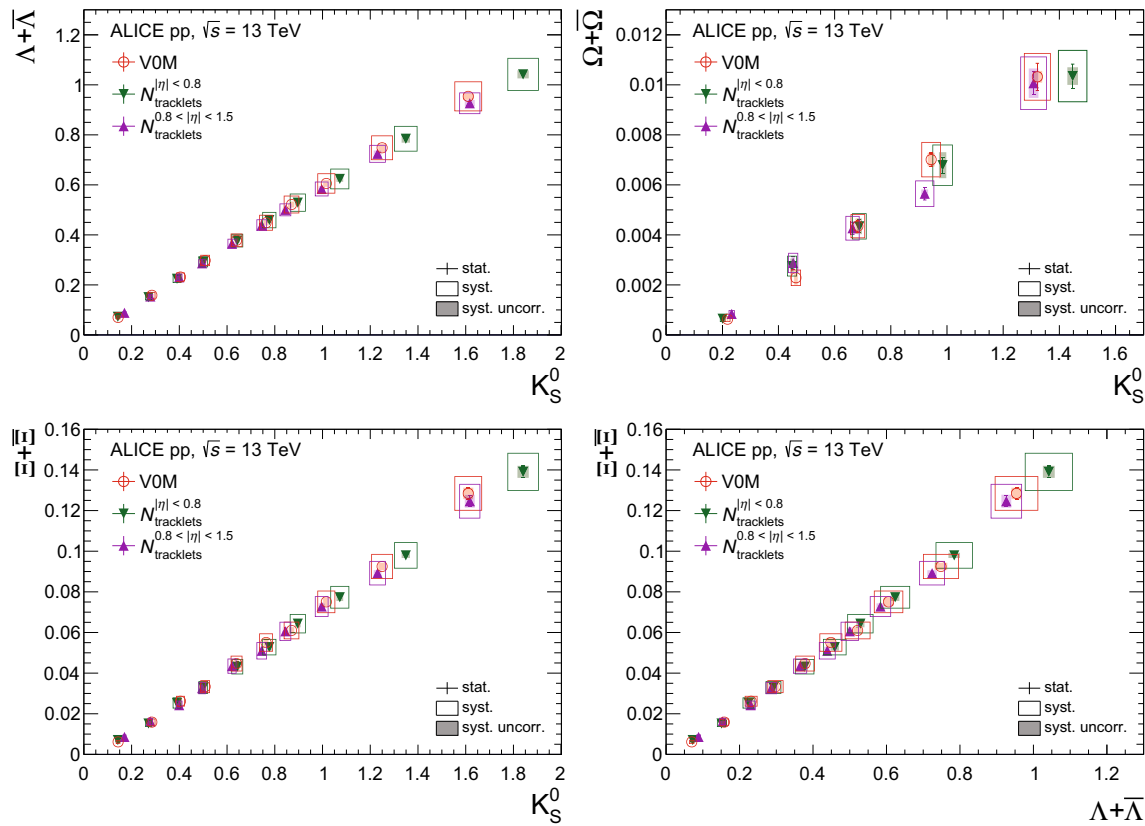 Λ+Λ̅
ALICE pp, √s = 13 TeV
V0M
N_tracklets^|η| < 0.8
N_tracklets^0.8 < |η| < 1.5
stat.
syst.
syst. uncorr.
0 0.2 0.4 0.6 0.8 1 1.2
0 0.2 0.4 0.6 0.8 1 1.2 1.4 1.6 1.8 2
K_S^0
Ω+Ω̅
ALICE pp, √s = 13 TeV
V0M
N_tracklets^|η| < 0.8
N_tracklets^0.8 < |η| < 1.5
stat.
syst.
syst. uncorr.
0 0.002 0.004 0.006 0.008 0.01 0.012
0 0.2 0.4 0.6 0.8 1 1.2 1.4 1.6
K_S^0
Ξ+Ξ̅
ALICE pp, √s = 13 TeV
V0M
N_tracklets^|η| < 0.8
N_tracklets^0.8 < |η| < 1.5
stat.
syst.
syst. uncorr.
0 0.02 0.04 0.06 0.08 0.1 0.12 0.14 0.16
0 0.2 0.4 0.6 0.8 1 1.2 1.4 1.6 1.8 2
K_S^0
Ξ+Ξ̅
ALICE pp, √s = 13 TeV
V0M
N_tracklets^|η| < 0.8
N_tracklets^0.8 < |η| < 1.5
stat.
syst.
syst. uncorr.
0 0.02 0.04 0.06 0.08 0.1 0.12 0.14 0.16
0 0.2 0.4 0.6 0.8 1 1.2
Λ+Λ̅